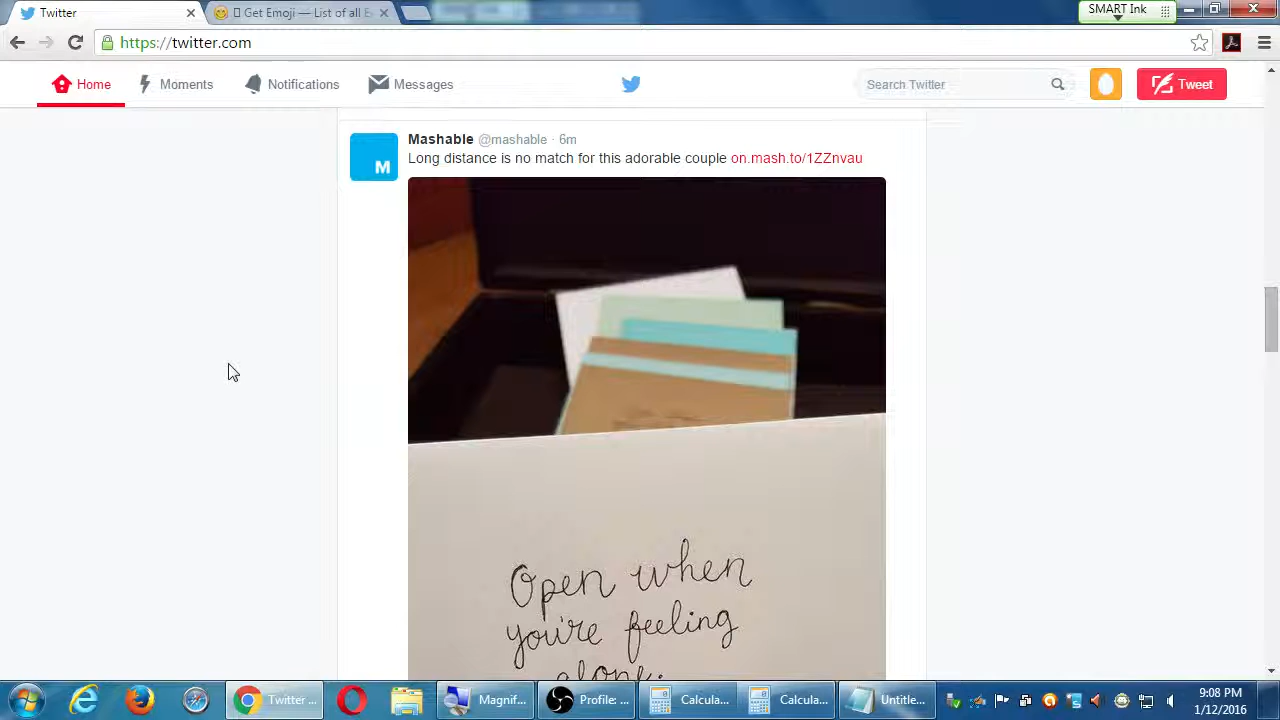 Twitter
Get Emoji — List of all E
SMART Ink
https://twitter.com
Home
Moments
Notifications
Messages
Search Twitter
Tweet
Mashable @mashable · 6m
M
Long distance is no match for this adorable couple on.mash.to/1ZZnvau
Open when
you're feeling
alone.
Twitter ...
Magnif...
Profile: ...
Calcula...
Calcula...
Untitle...
9:08 PM
1/12/2016